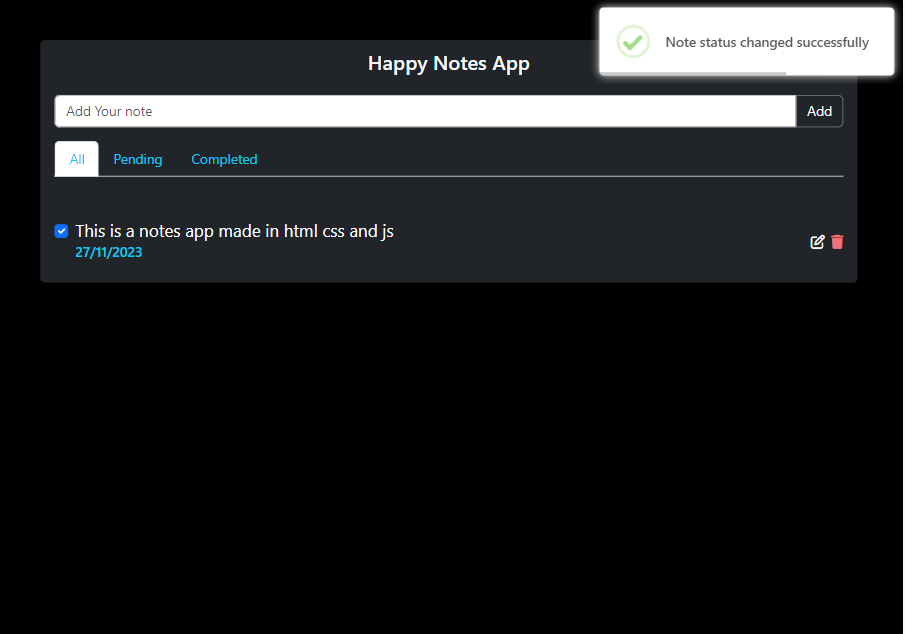 Note status changed successfully
Happy Notes App
Add Your note
Add
All Pending Completed
This is a notes app made in html css and js
27/11/2023